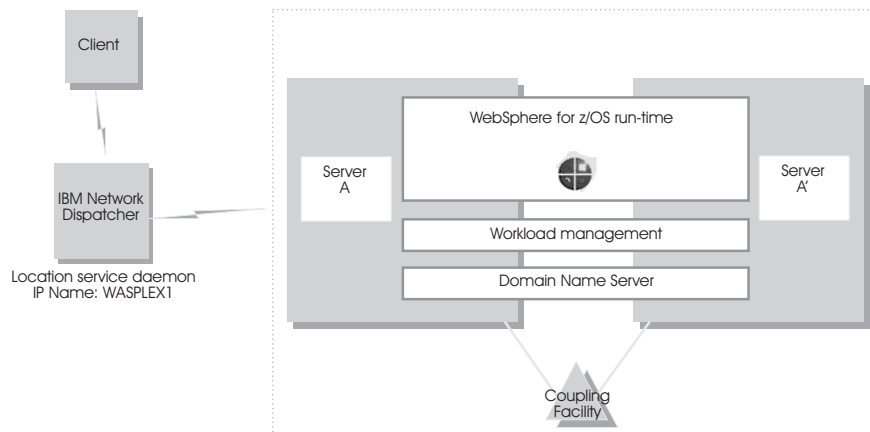 Client
IBM Network
Dispatcher
Location service daemon
IP Name: WASPLEX1
WebSphere for z/OS run-time
Server
A
Server
A'
Workload management
Domain Name Server
Coupling
Facility